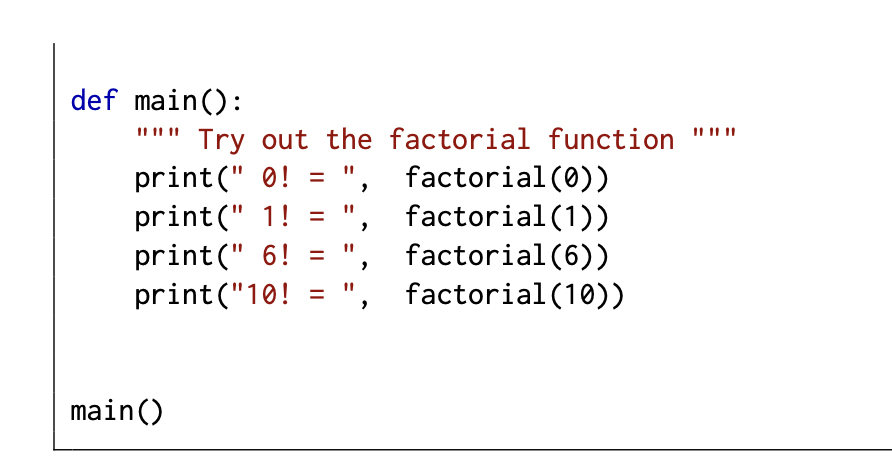 def main():
    """ Try out the factorial function """
    print(" 0! = ",  factorial(0))
    print(" 1! = ",  factorial(1))
    print(" 6! = ",  factorial(6))
    print("10! = ",  factorial(10))
main()